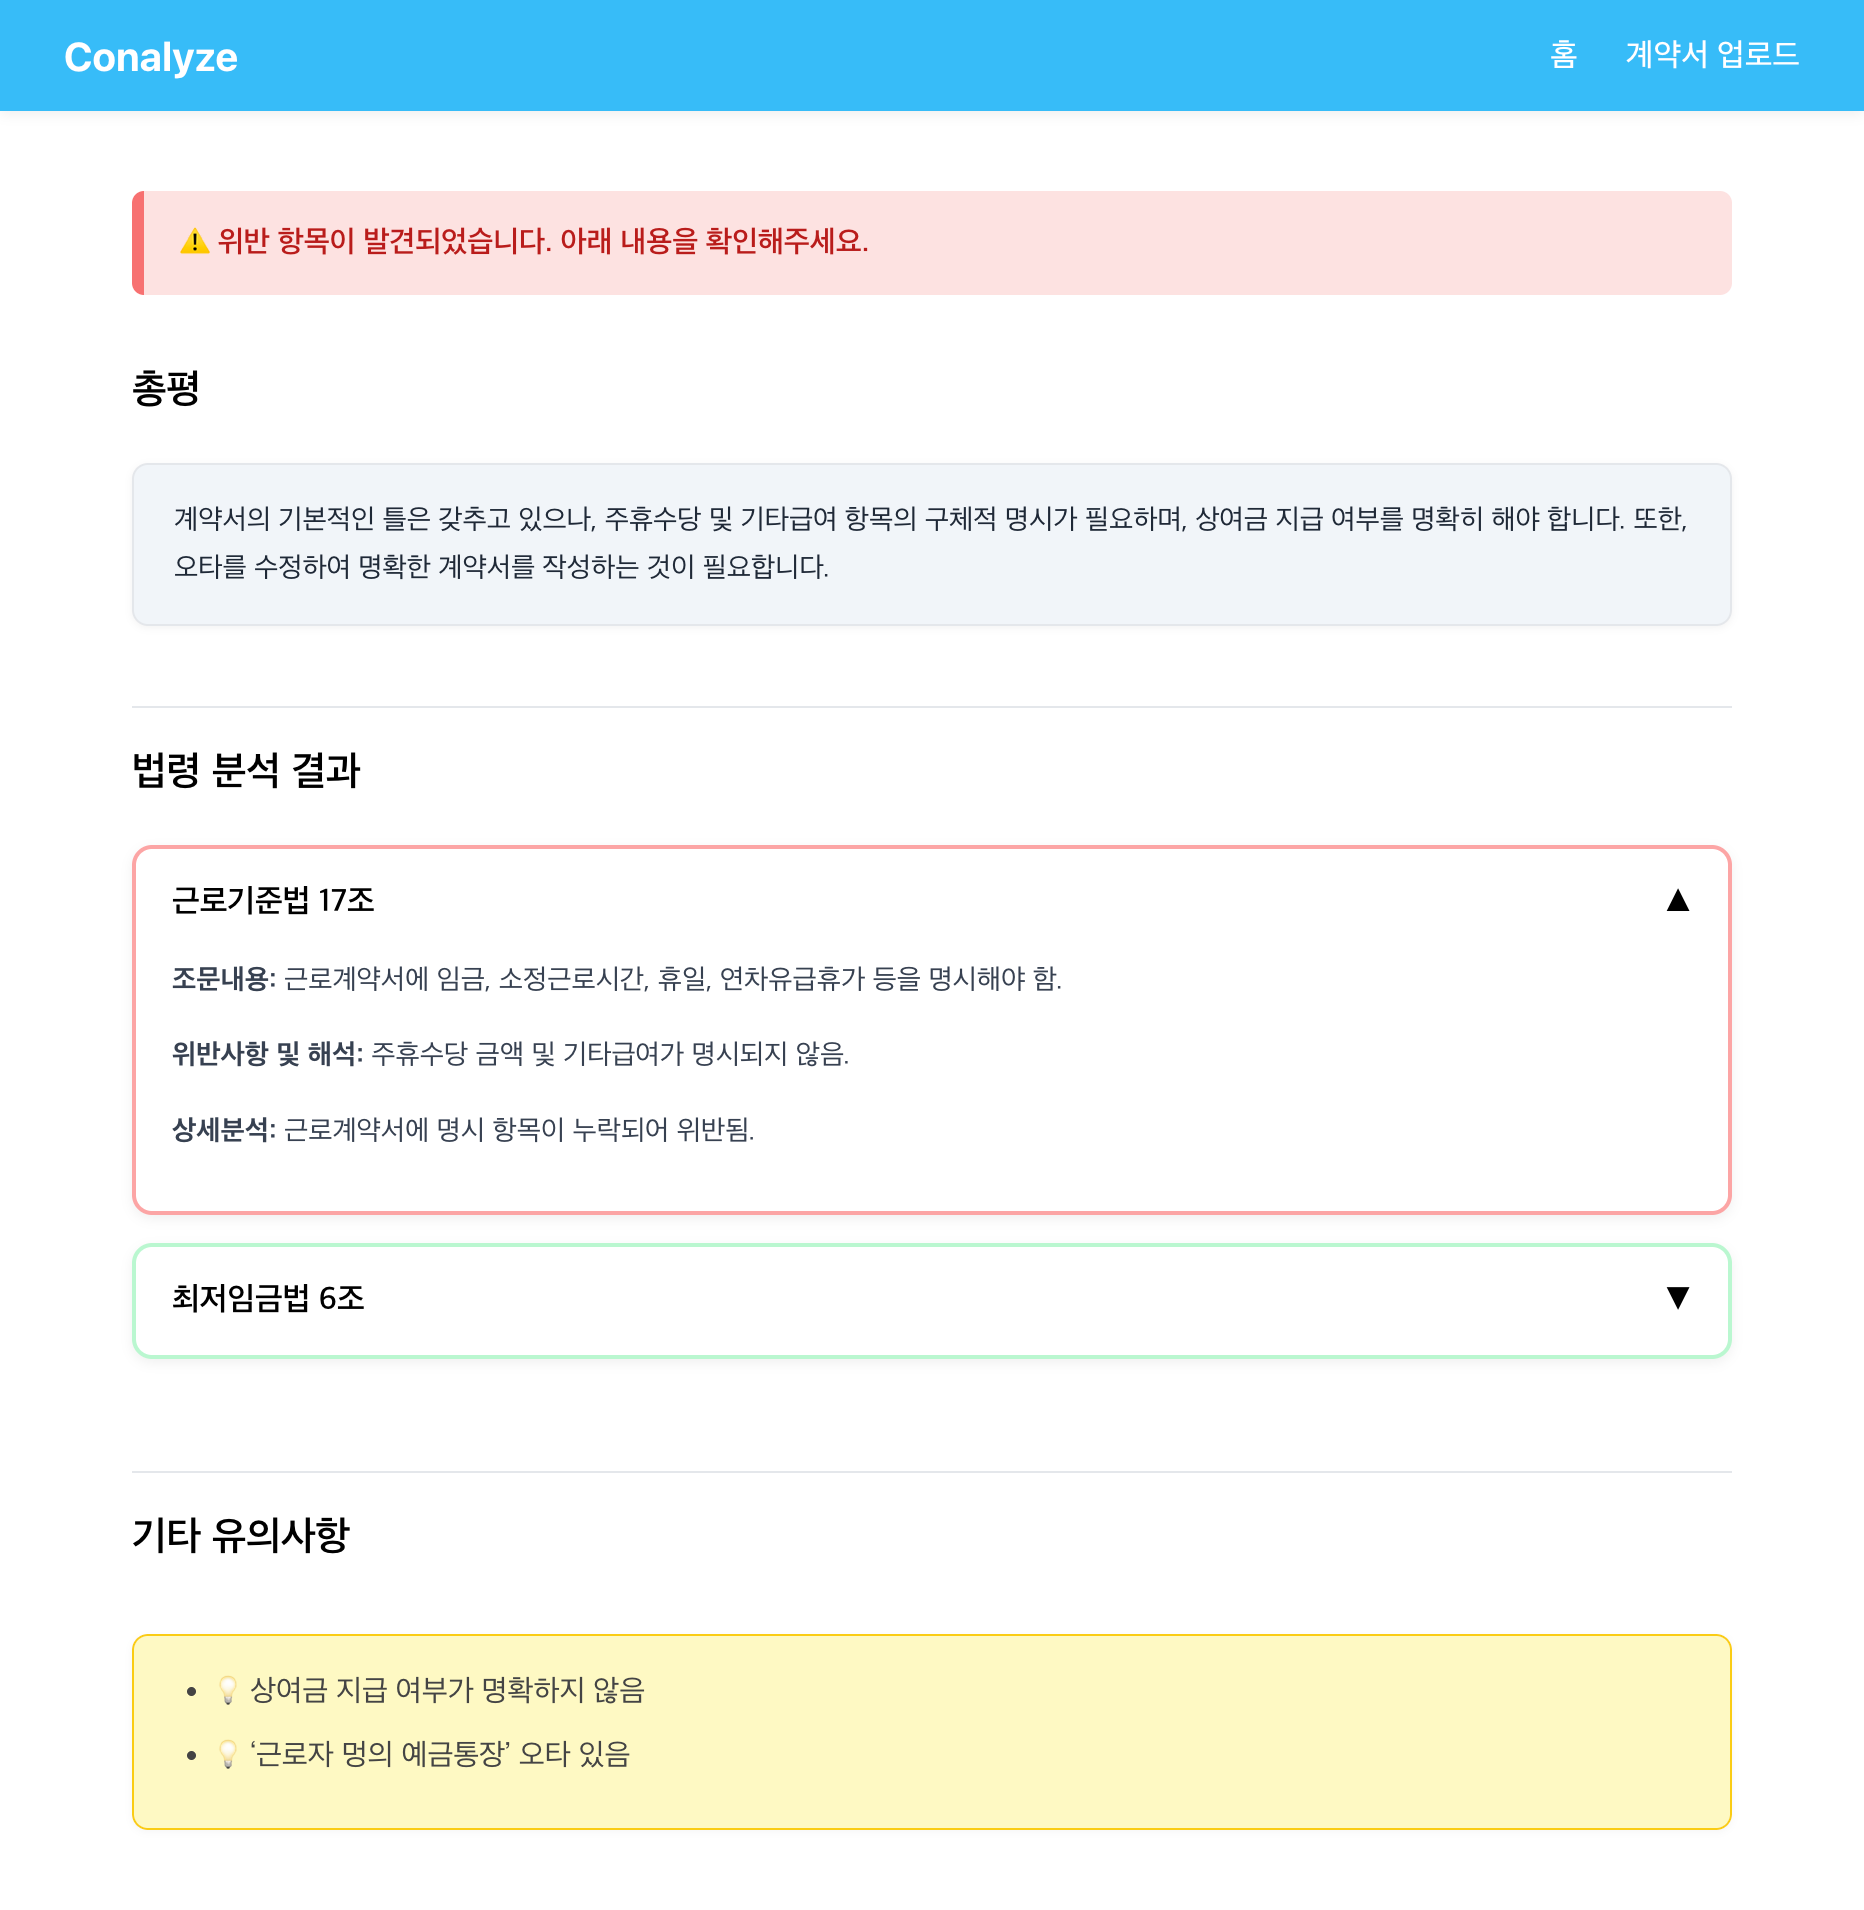 Conalyze
홈
계약서 업로드
⚠️ 위반 항목이 발견되었습니다. 아래 내용을 확인해주세요.
총평
계약서의 기본적인 틀은 갖추고 있으나, 주휴수당 및 기타급여 항목의 구체적 명시가 필요하며, 상여금 지급 여부를 명확히 해야 합니다. 또한,
오타를 수정하여 명확한 계약서를 작성하는 것이 필요합니다.
법령 분석 결과
근로기준법 17조 ▲
조문내용: 근로계약서에 임금, 소정근로시간, 휴일, 연차유급휴가 등을 명시해야 함.
위반사항 및 해석: 주휴수당 금액 및 기타급여가 명시되지 않음.
상세분석: 근로계약서에 명시 항목이 누락되어 위반됨.
최저임금법 6조 ▼
기타 유의사항
• 💡 상여금 지급 여부가 명확하지 않음
• 💡 ‘근로자 멍의 예금통장’ 오타 있음